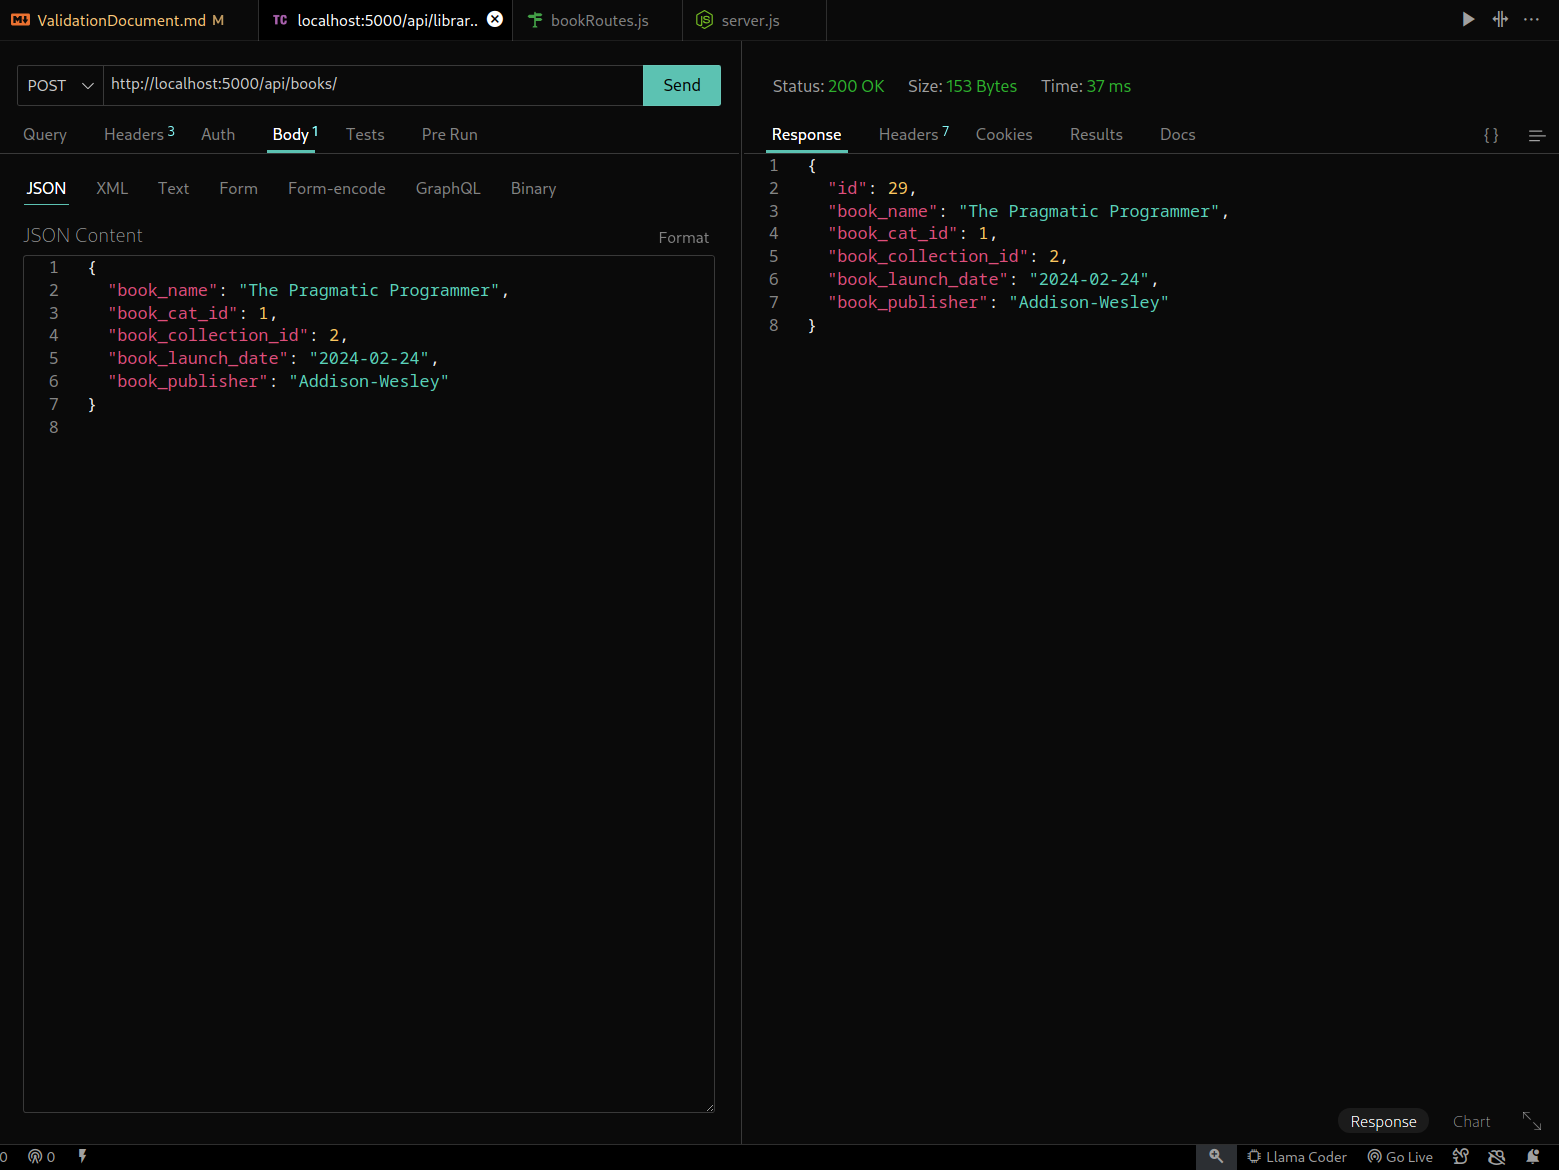 ValidationDocument.md M
TC localhost:5000/api/librar..
bookRoutes.js
server.js
POST
http://localhost:5000/api/books/
Send
Query Headers 3 Auth Body 1 Tests Pre Run
JSON XML Text Form Form-encode GraphQL Binary
JSON Content
Format
1 {
2 "book_name": "The Pragmatic Programmer",
3 "book_cat_id": 1,
4 "book_collection_id": 2,
5 "book_launch_date": "2024-02-24",
6 "book_publisher": "Addison-Wesley"
7 }
8
Status: 200 OK Size: 153 Bytes Time: 37 ms
Response Headers 7 Cookies Results Docs { }
1 {
2 "id": 29,
3 "book_name": "The Pragmatic Programmer",
4 "book_cat_id": 1,
5 "book_collection_id": 2,
6 "book_launch_date": "2024-02-24",
7 "book_publisher": "Addison-Wesley"
8 }
Response Chart
0 0 Llama Coder Go Live